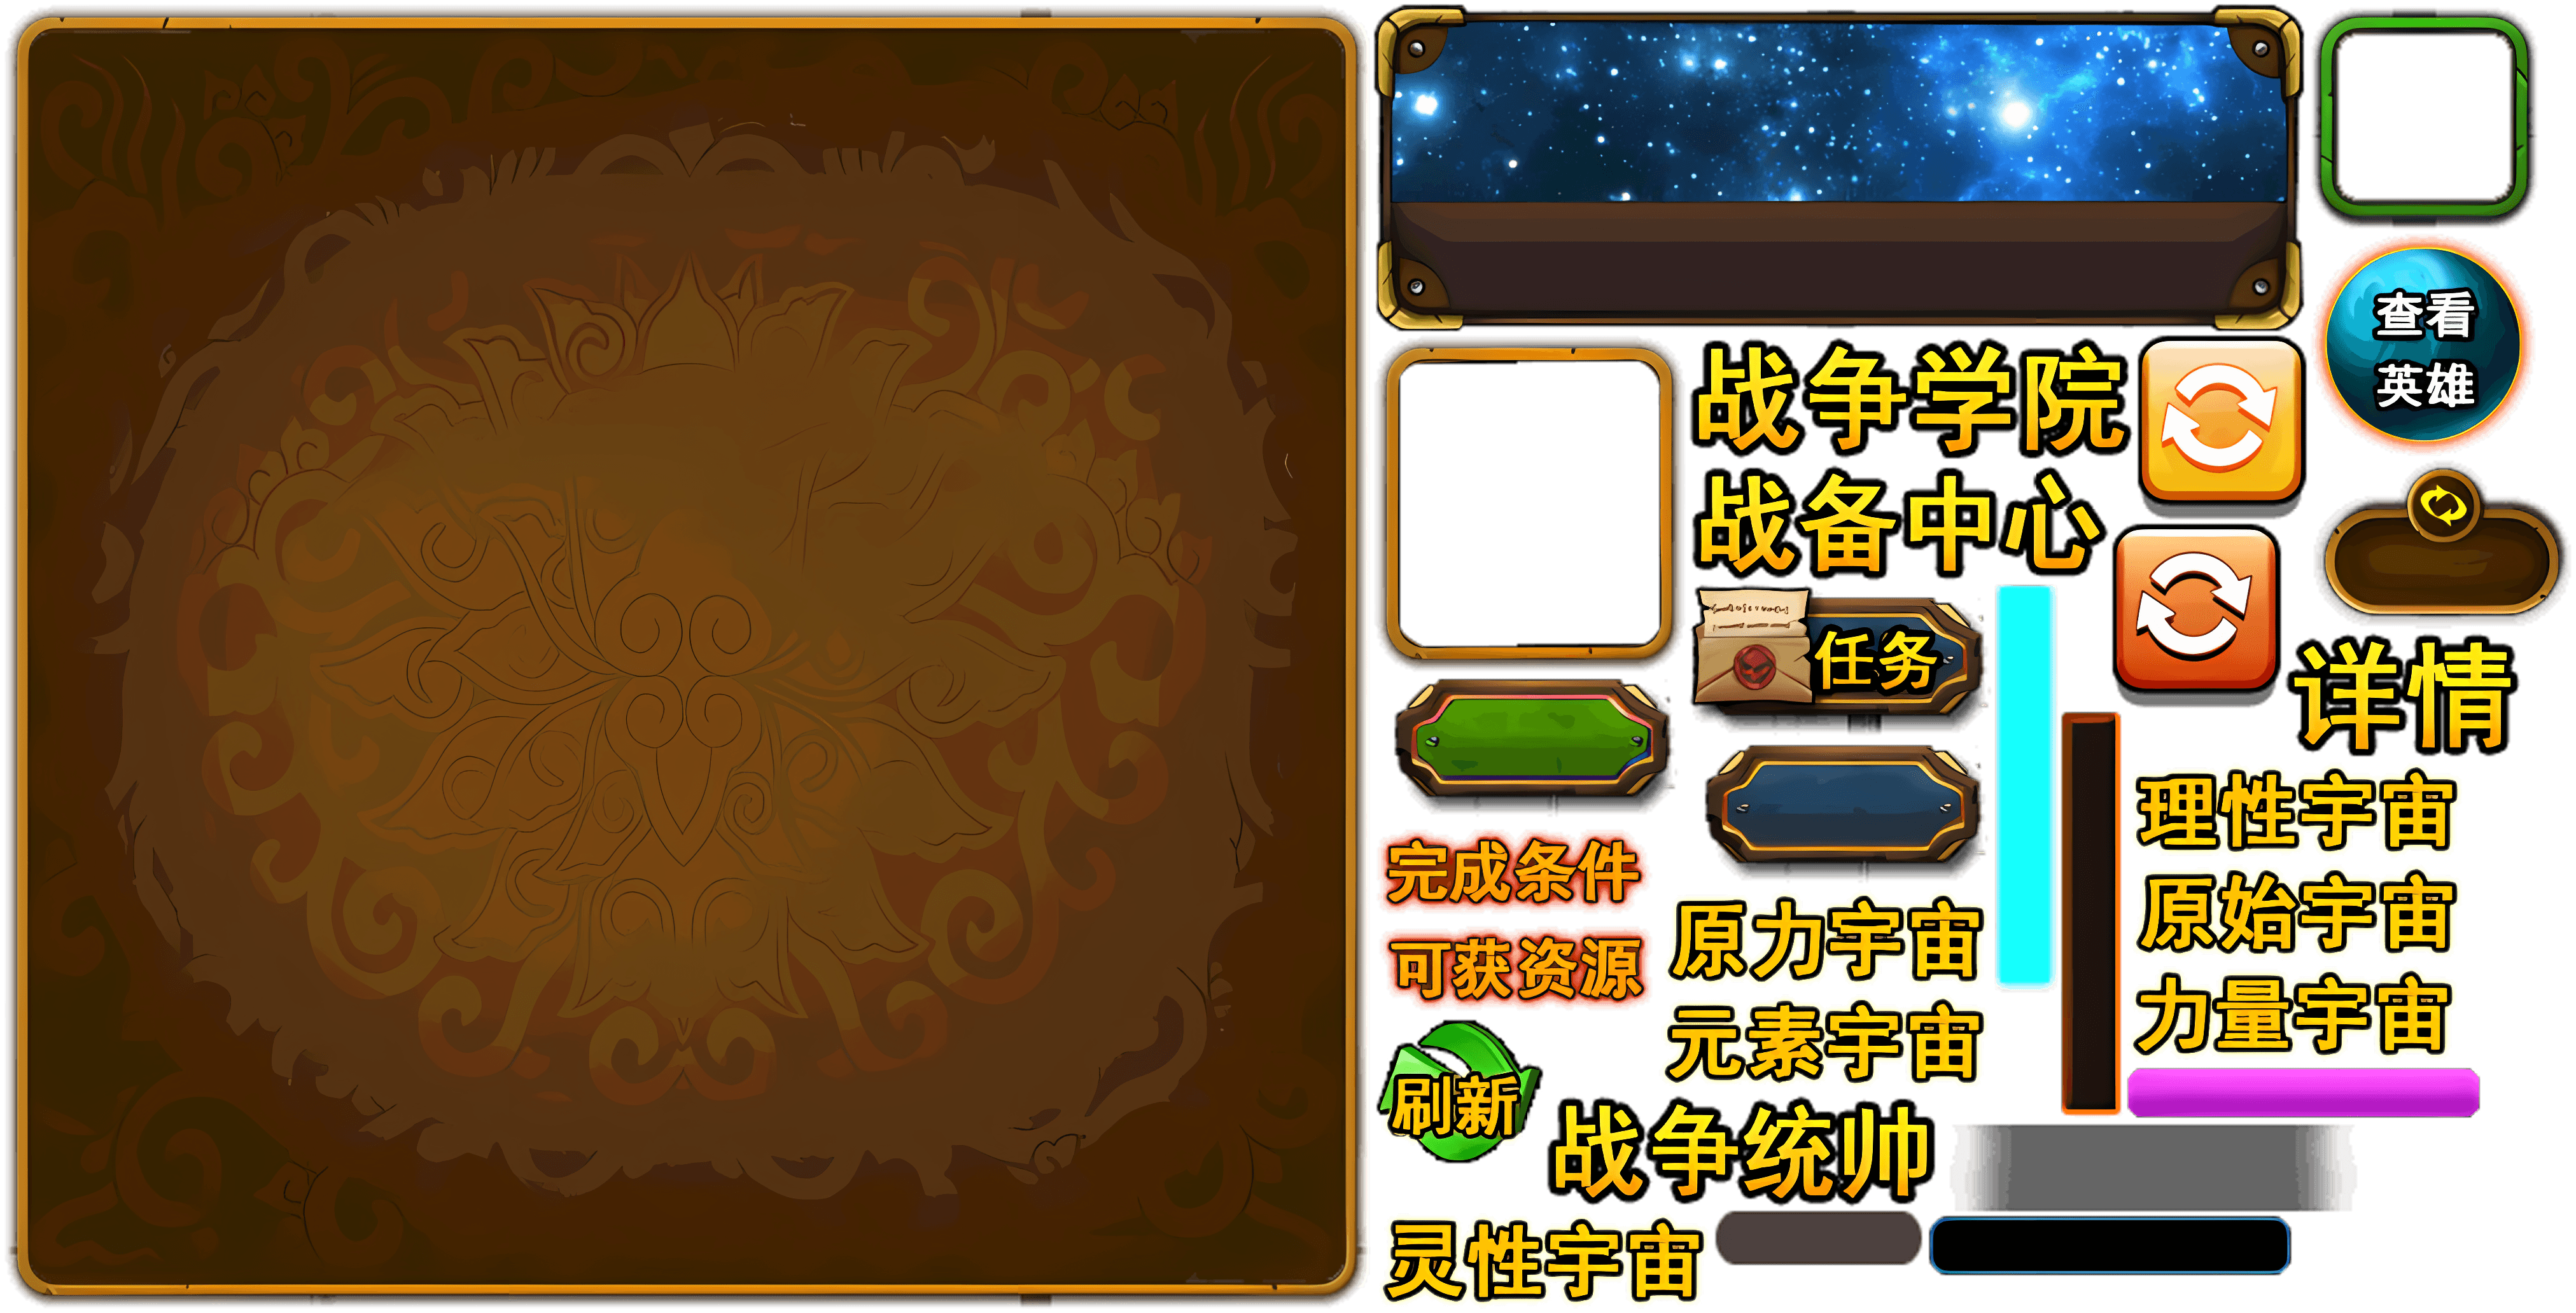 查看
英雄
战争学院
战备中心
任务
详情
理性宇宙
完成条件
原始宇宙
原力宇宙
可获资源
力量宇宙
元素宇宙
刷新
战争统帅
灵性宇宙